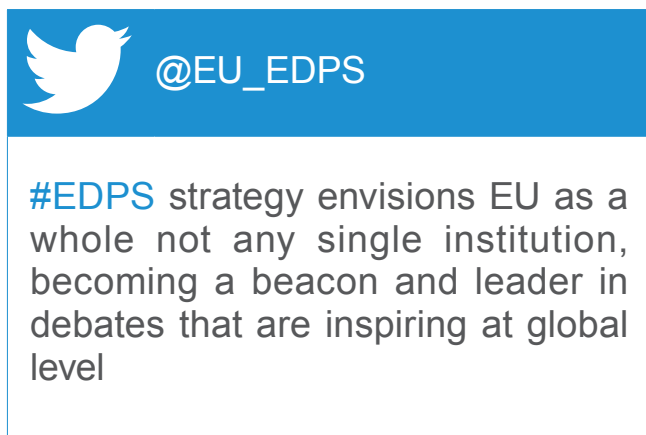 @EU_EDPS
#EDPS strategy envisions EU as a
whole not any single institution,
becoming a beacon and leader in
debates that are inspiring at global
level